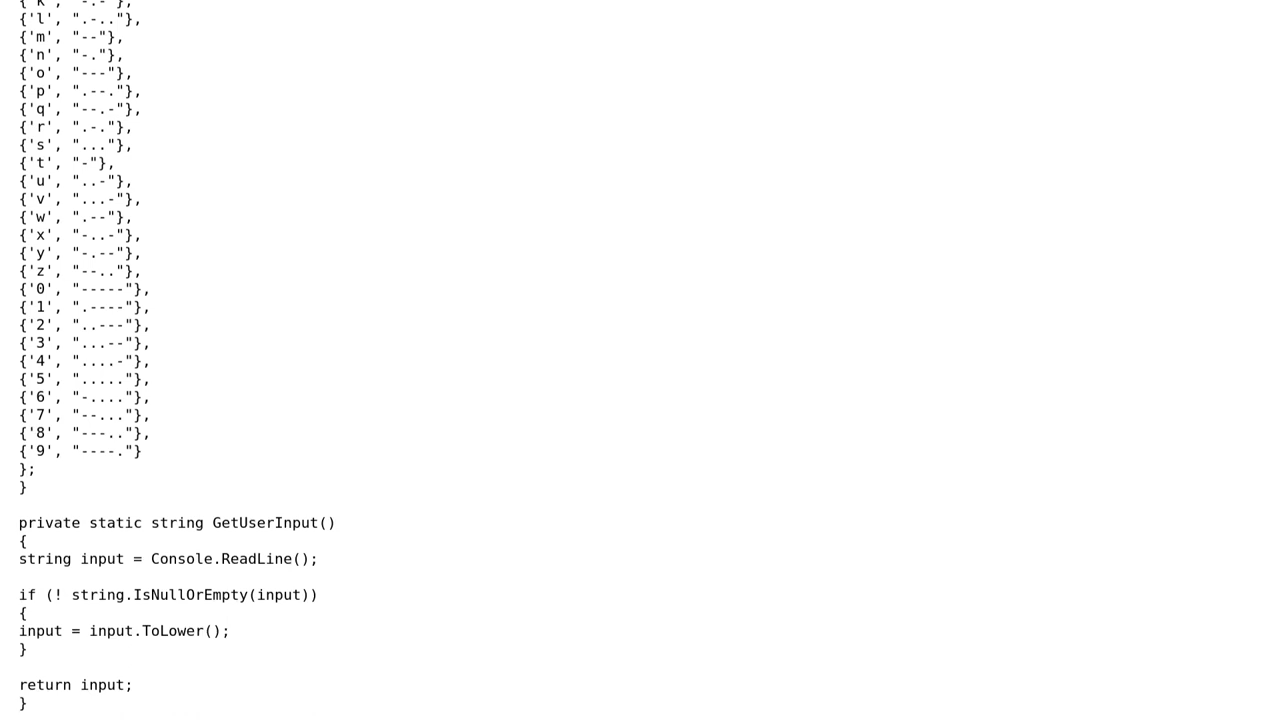 {'k', "-.-"},
{'l', ".-.."},
{'m', "--"},
{'n', "-."},
{'o', "---"},
{'p', ".--."},
{'q', "--.-"},
{'r', ".-."},
{'s', "..."},
{'t', "-"},
{'u', "..-"},
{'v', "...-"},
{'w', ".--"},
{'x', "-..-"},
{'y', "-.--"},
{'z', "--.."},
{'0', "-----"},
{'1', ".----"},
{'2', "..---"},
{'3', "...--"},
{'4', "....-"},
{'5', "....."},
{'6', "-...."},
{'7', "--..."},
{'8', "---.."},
{'9', "----."}
};
}
private static string GetUserInput()
{
string input = Console.ReadLine();
if (! string.IsNullOrEmpty(input))
{
input = input.ToLower();
}
return input;
}